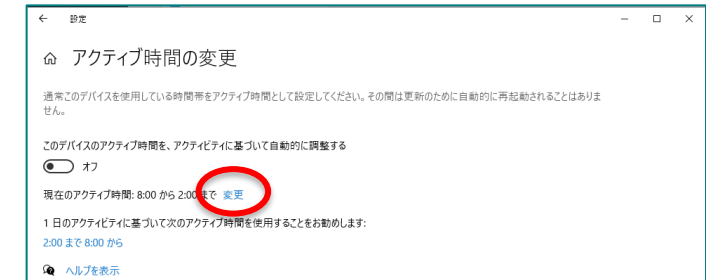 設定
アクティブ時間の変更
通常このデバイスを使用している時間帯をアクティブ時間として設定してください。その間は更新のために自動的に再起動されることはありま
せん。
このデバイスのアクティブ時間を、アクティビティに基づいて自動的に調整する
オフ
現在のアクティブ時間: 8:00 から 2:00 まで 変更
1 日のアクティビティに基づいて次のアクティブ時間を使用することをお勧めします:
2:00 まで 8:00 から
ヘルプを表示